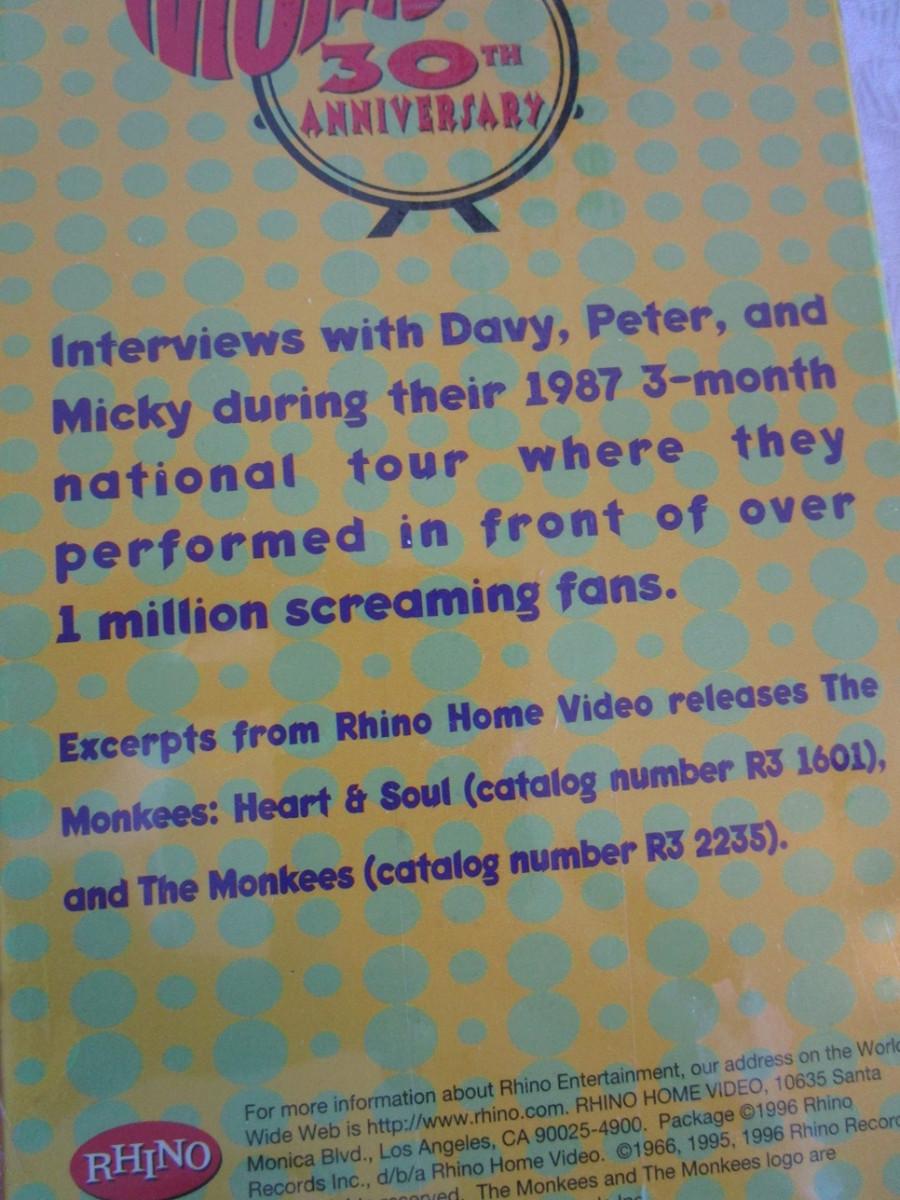 30TH
ANNIVERSARY
Interviews with Davy, Peter, and
Micky during their 1987 3-month
national tour where they
performed in front of over
1 million screaming fans.
Excerpts from Rhino Home Video releases The
Monkees: Heart & Soul (catalog number R3 1601),
and The Monkees (catalog number R3 2235).
For more information about Rhino Entertainment, our address on the World
Wide Web is http://www.rhino.com. RHINO HOME VIDEO, 10635 Santa
Monica Blvd., Los Angeles, CA 90025-4900. Package ©1996 Rhino
Records Inc., d/b/a Rhino Home Video. ©1966, 1995, 1996 Rhino Record
reserved. The Monkees and The Monkees logo are
RHINO